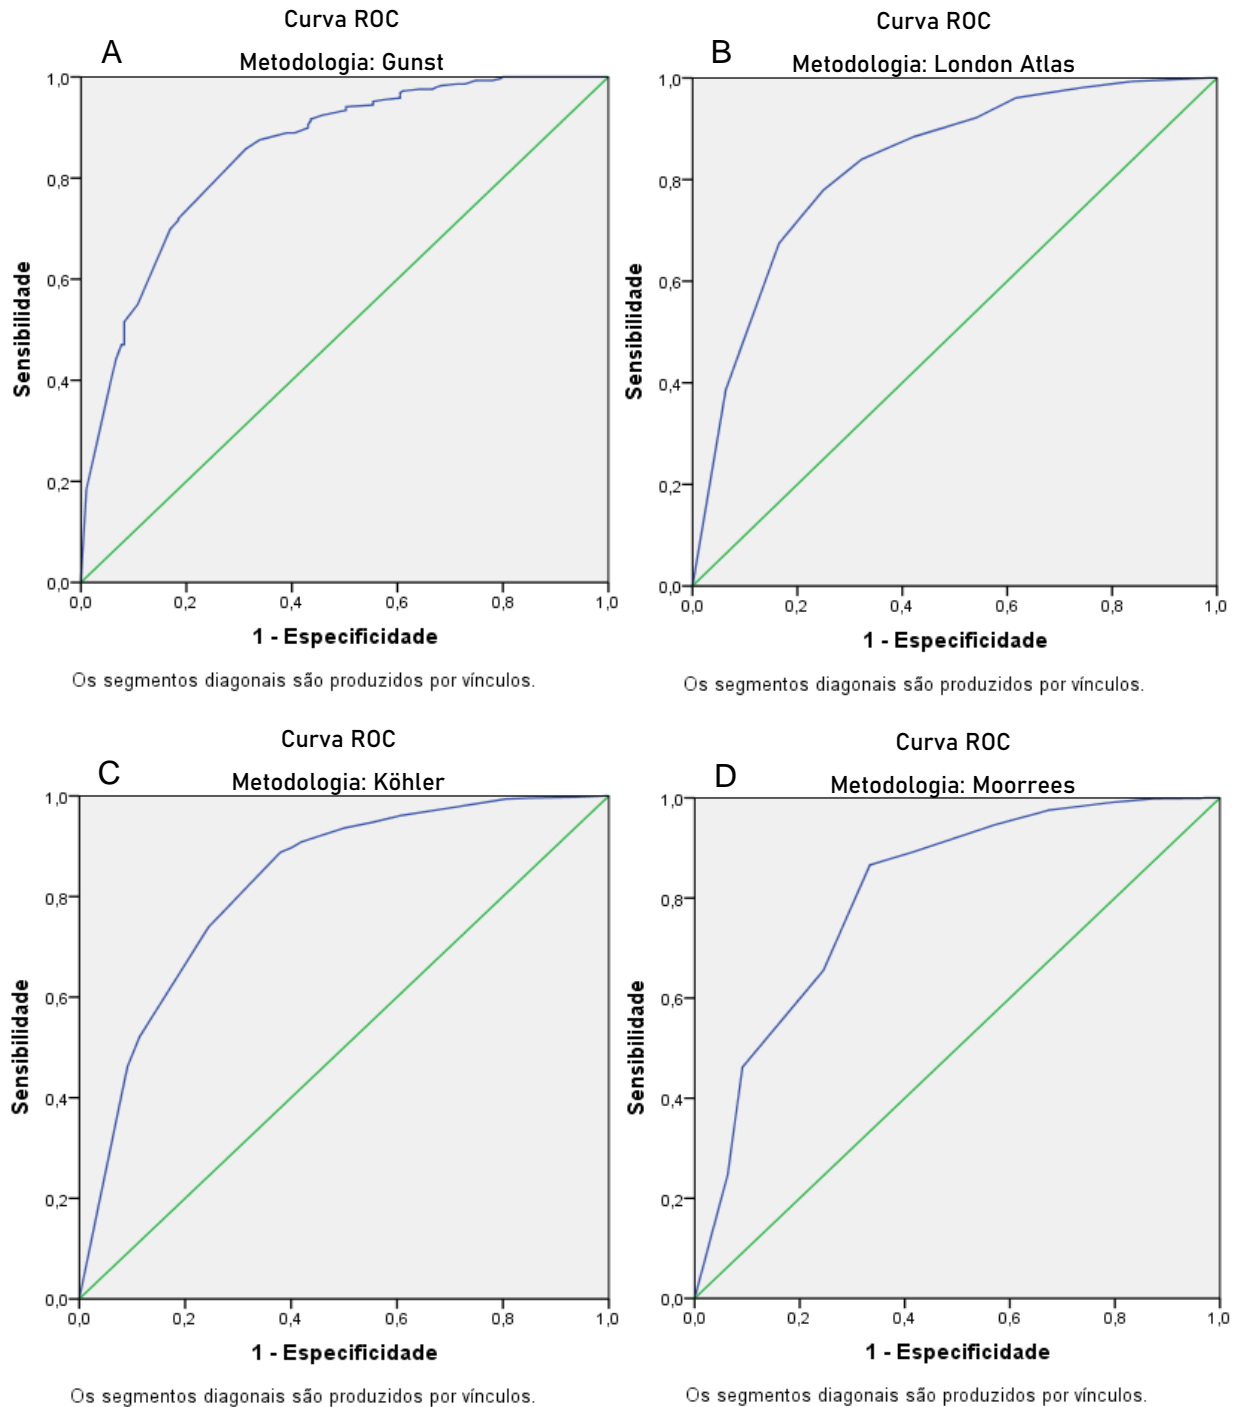 Curva ROC
A
Metodologia: Gunst
1,0
0,8
0,6
0,4
0,2
0,0
Sensibilidade
0,0 0,2 0,4 0,6 0,8 1,0
1 - Especificidade
Os segmentos diagonais são produzidos por vínculos.
Curva ROC
B
Metodologia: London Atlas
1,0
0,8
0,6
0,4
0,2
0,0
Sensibilidade
0,0 0,2 0,4 0,6 0,8 1,0
1 - Especificidade
Os segmentos diagonais são produzidos por vínculos.
Curva ROC
C
Metodologia: Köhler
1,0
0,8
0,6
0,4
0,2
0,0
Sensibilidade
0,0 0,2 0,4 0,6 0,8 1,0
1 - Especificidade
Os segmentos diagonais são produzidos por vínculos.
Curva ROC
D
Metodologia: Moorrees
1,0
0,8
0,6
0,4
0,2
0,0
Sensibilidade
0,0 0,2 0,4 0,6 0,8 1,0
1 - Especificidade
Os segmentos diagonais são produzidos por vínculos.